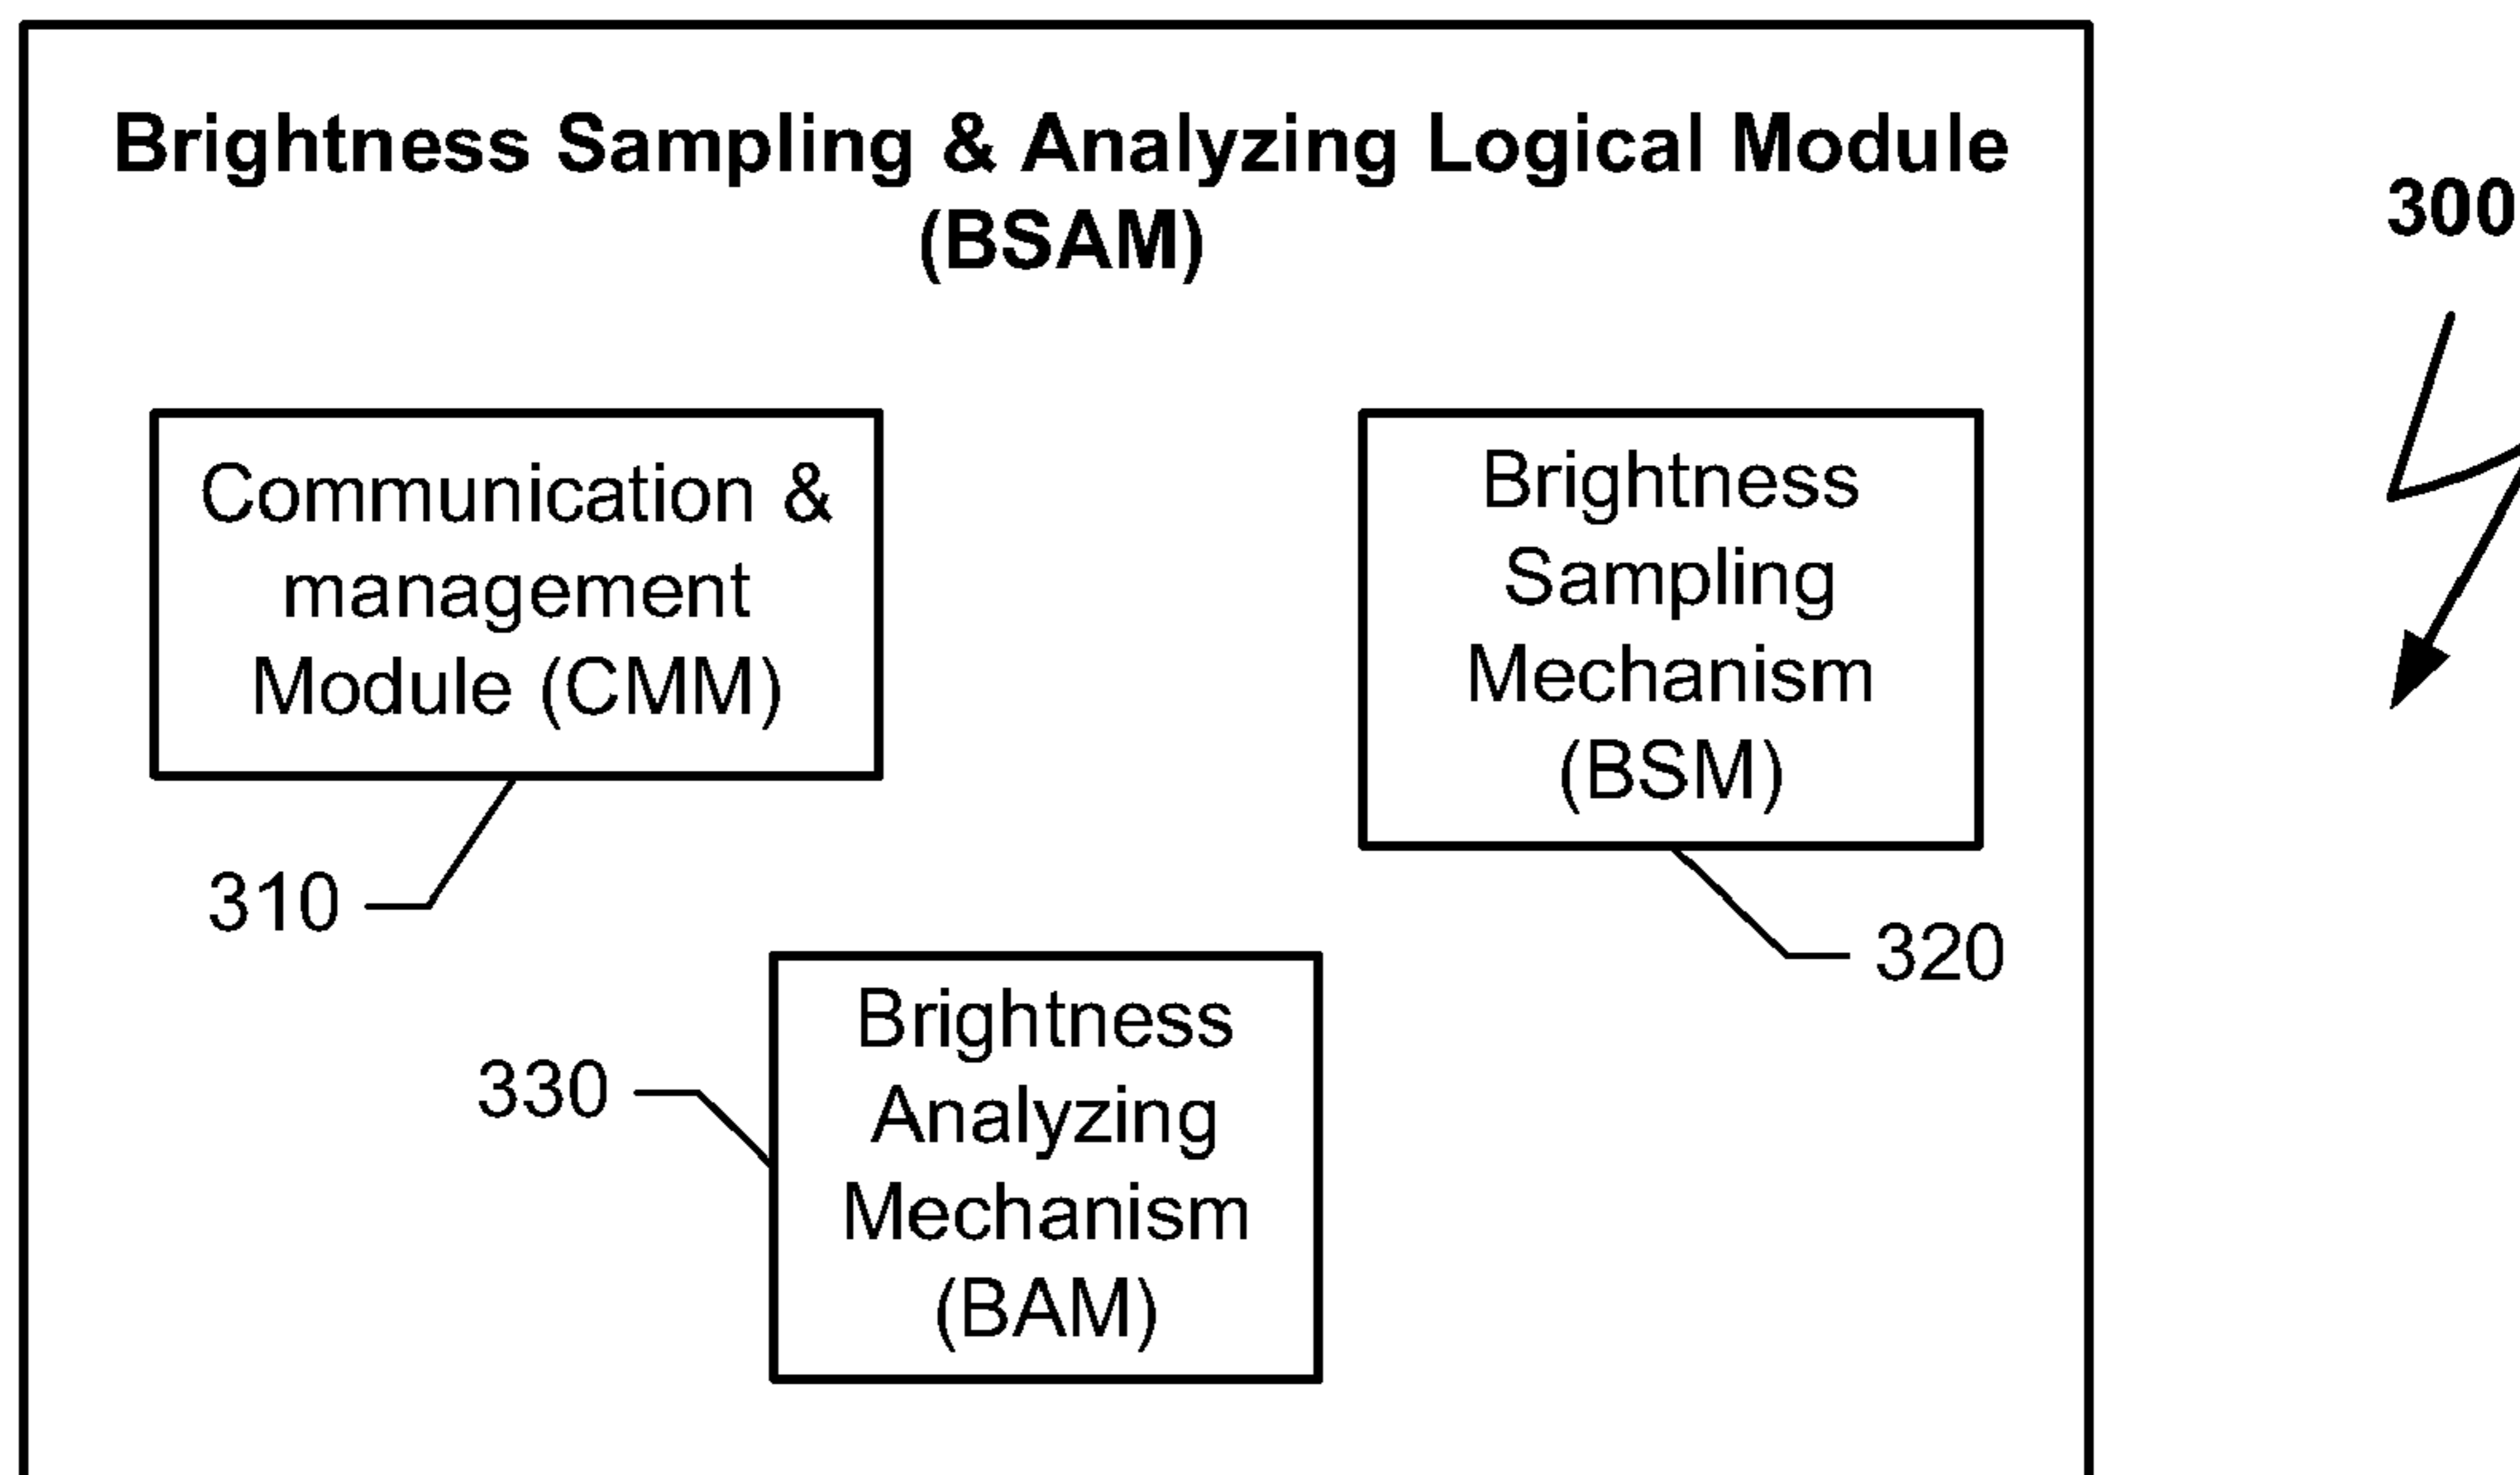 Brightness Sampling & Analyzing Logical Module
(BSAM)
300
Communication &
management
Module (CMM)
310
Brightness
Sampling
Mechanism
(BSM)
320
Brightness
Analyzing
Mechanism
(BAM)
330